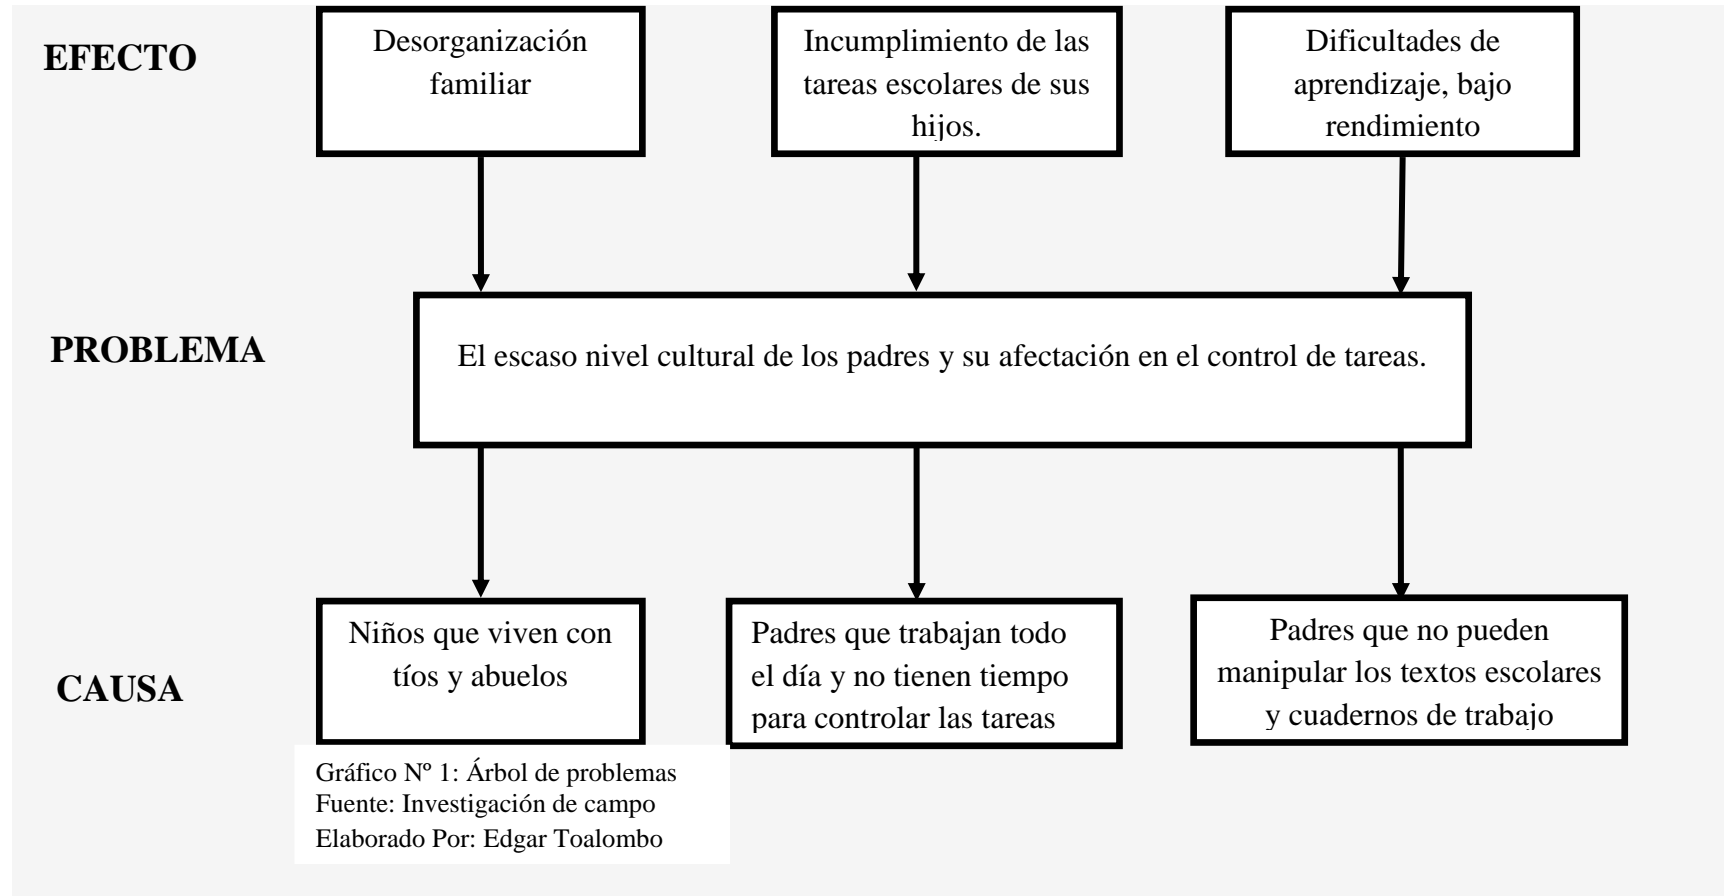 EFECTO
Desorganización
familiar
Incumplimiento de las
tareas escolares de sus
hijos.
Dificultades de
aprendizaje, bajo
rendimiento
PROBLEMA
El escaso nivel cultural de los padres y su afectación en el control de tareas.
CAUSA
Niños que viven con
tíos y abuelos
Padres que trabajan todo
el día y no tienen tiempo
para controlar las tareas
Padres que no pueden
manipular los textos escolares
y cuadernos de trabajo
Gráfico Nº 1: Árbol de problemas
Fuente: Investigación de campo
Elaborado Por: Edgar Toalombo